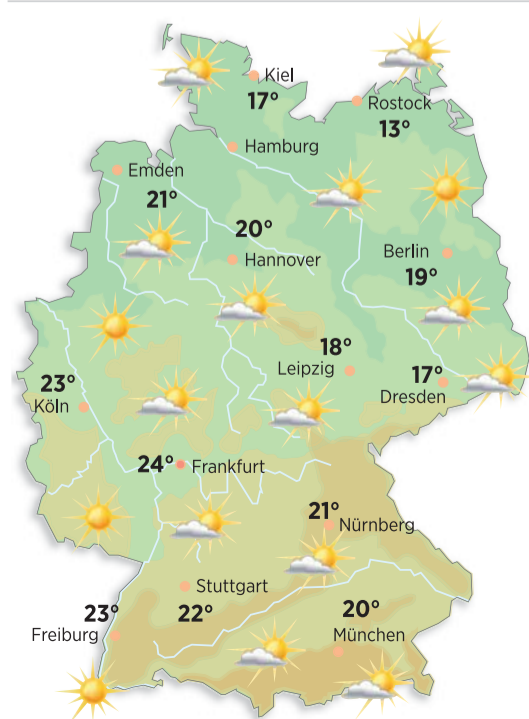 Kiel
17°
Rostock
13°
Hamburg
Emden
21°
20°
Hannover
Berlin
19°
18°
Leipzig
17°
Dresden
23°
Köln
24° Frankfurt
21° Nürnberg
Stuttgart
22°
23°
Freiburg
20°
München